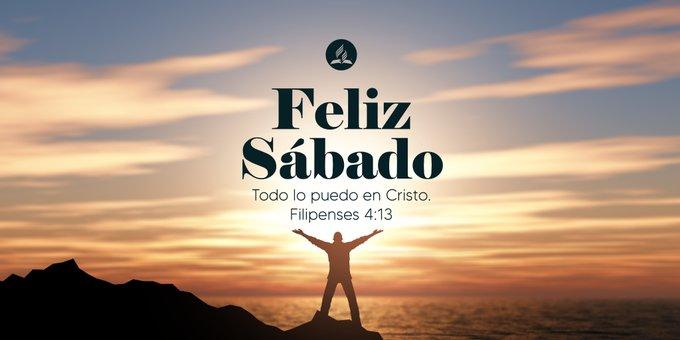 Feliz
Sábado
Todo lo puedo en Cristo.
Filipenses 4:13